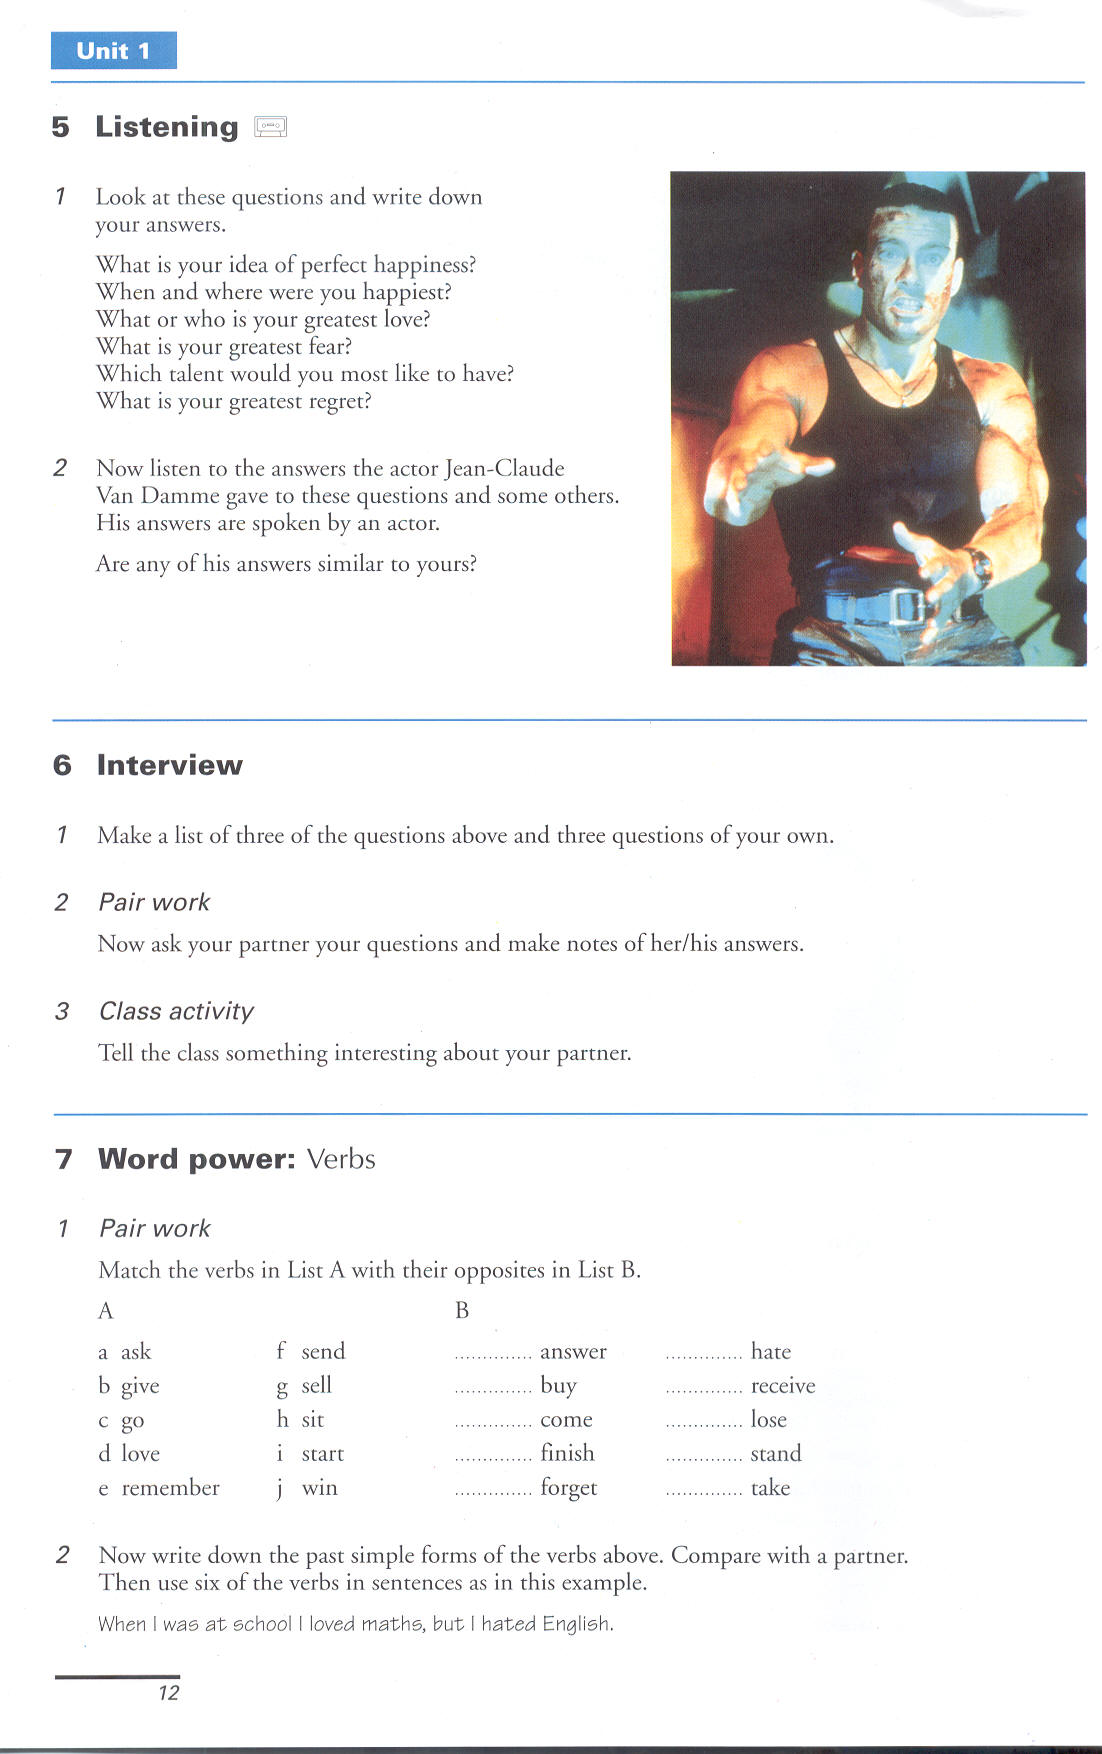 Unit 1
5 Listening
1 Look at these questions and write down
your answers.
What is your idea of perfect happiness?
When and where were you happiest?
What or who is your greatest love?
What is your greatest fear?
Which talent would you most like to have?
What is your greatest regret?
2 Now listen to the answers the actor Jean-Claude
Van Damme gave to these questions and some others.
His answers are spoken by an actor.
Are any of his answers similar to yours?
6 Interview
1 Make a list of three of the questions above and three questions of your own.
2 Pair work
Now ask your partner your questions and make notes of her/his answers.
3 Class activity
Tell the class something interesting about your partner.
7 Word power: Verbs
1 Pair work
Match the verbs in List A with their opposites in List B.
A B
a ask f send .............. answer .............. hate
b give g sell .............. buy .............. receive
c go h sit .............. come .............. lose
d love i start .............. finish .............. stand
e remember j win .............. forget .............. take
2 Now write down the past simple forms of the verbs above. Compare with a partner.
Then use six of the verbs in sentences as in this example.
When I was at school I loved maths, but I hated English.
12